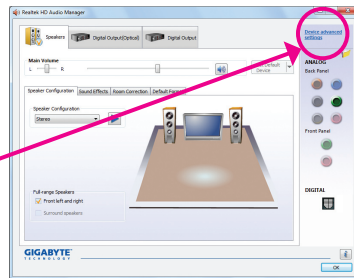 Realtek HD Audio Manager
Speakers
Digital Output(Optical)
Digital Output
Device advanced
settings
Main Volume
L
R
Default
Device
ANALOG
Back Panel
Speaker Configuration
Sound Effects
Room Correction
Default Format
Speaker Configuration
Stereo
Front Panel
Full-range Speakers
Front left and right
Surround speakers
DIGITAL
GIGABYTE
TECHNOLOGY
OK